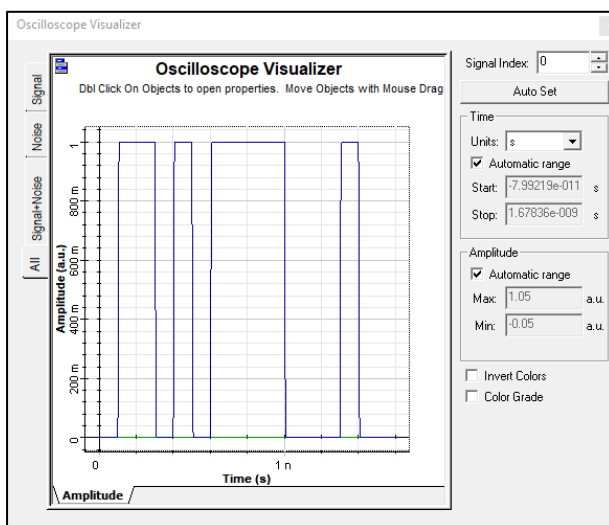 Oscilloscope Visualizer
Signal
Noise
Signal+Noise
All
Oscilloscope Visualizer
Dbl Click On Objects to open properties. Move Objects with Mouse Drag
Amplitude (a.u.)
1
800 m
600 m
400 m
200 m
0
0
1 n
Time (s)
Amplitude
Signal Index: 0
Auto Set
Time
Units: s
Automatic range
Start: -7.99219e-011 s
Stop: 1.67836e-009 s
Amplitude
Automatic range
Max: 1.05 a.u.
Min: -0.05 a.u.
Invert Colors
Color Grade